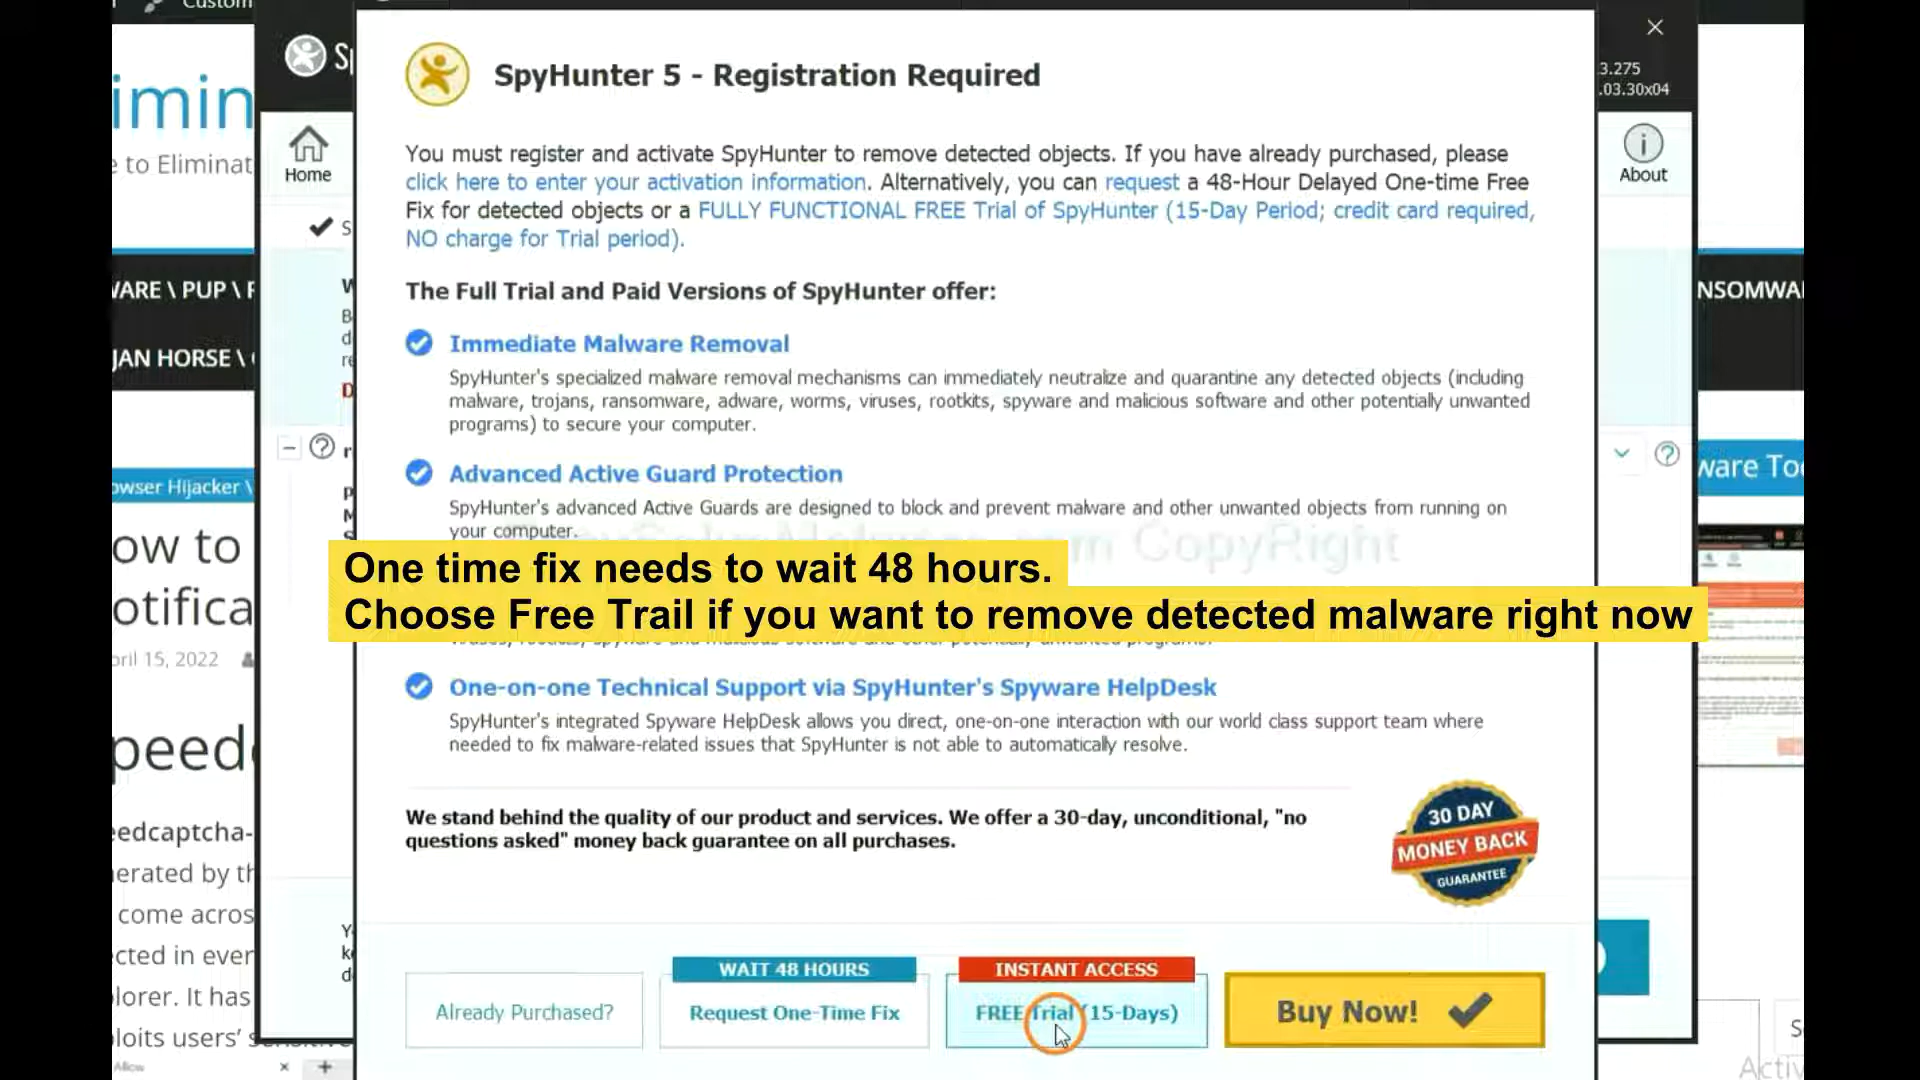 Custom
Sp
SpyHunter 5 - Registration Required
3.275
.03.30x04
imin
e to Eliminat
Home
About
You must register and activate SpyHunter to remove detected objects. If you have already purchased, please
click here to enter your activation information. Alternatively, you can request a 48-Hour Delayed One-time Free
Fix for detected objects or a FULLY FUNCTIONAL FREE Trial of SpyHunter (15-Day Period; credit card required,
NO charge for Trial period).
S
WARE \ PUP \ P
NSOMWA
The Full Trial and Paid Versions of SpyHunter offer:
JAN HORSE \
Immediate Malware Removal
SpyHunter's specialized malware removal mechanisms can immediately neutralize and quarantine any detected objects (including
malware, trojans, ransomware, adware, worms, viruses, rootkits, spyware and malicious software and other potentially unwanted
programs) to secure your computer.
Advanced Active Guard Protection
SpyHunter's advanced Active Guards are designed to block and prevent malware and other unwanted objects from running on
your computer.
owser Hijacker \
ware Too
CopyRight
ow to
otifica
One time fix needs to wait 48 hours.
Choose Free Trail if you want to remove detected malware right now
pril 15, 2022
One-on-one Technical Support via SpyHunter's Spyware HelpDesk
SpyHunter's integrated Spyware HelpDesk allows you direct, one-on-one interaction with our world class support team where
needed to fix malware-related issues that SpyHunter is not able to automatically resolve.
peed
We stand behind the quality of our product and services. We offer a 30-day, unconditional, "no
questions asked" money back guarantee on all purchases.
30 DAY
MONEY BACK
GUARANTEE
eedcaptcha-
nerated by th
come across
cted in ever
lorer. It has
ploits users' s
WAIT 48 HOURS
INSTANT ACCESS
Already Purchased?
Request One-Time Fix
FREE Trial (15-Days)
Buy Now!
Allow
Activ